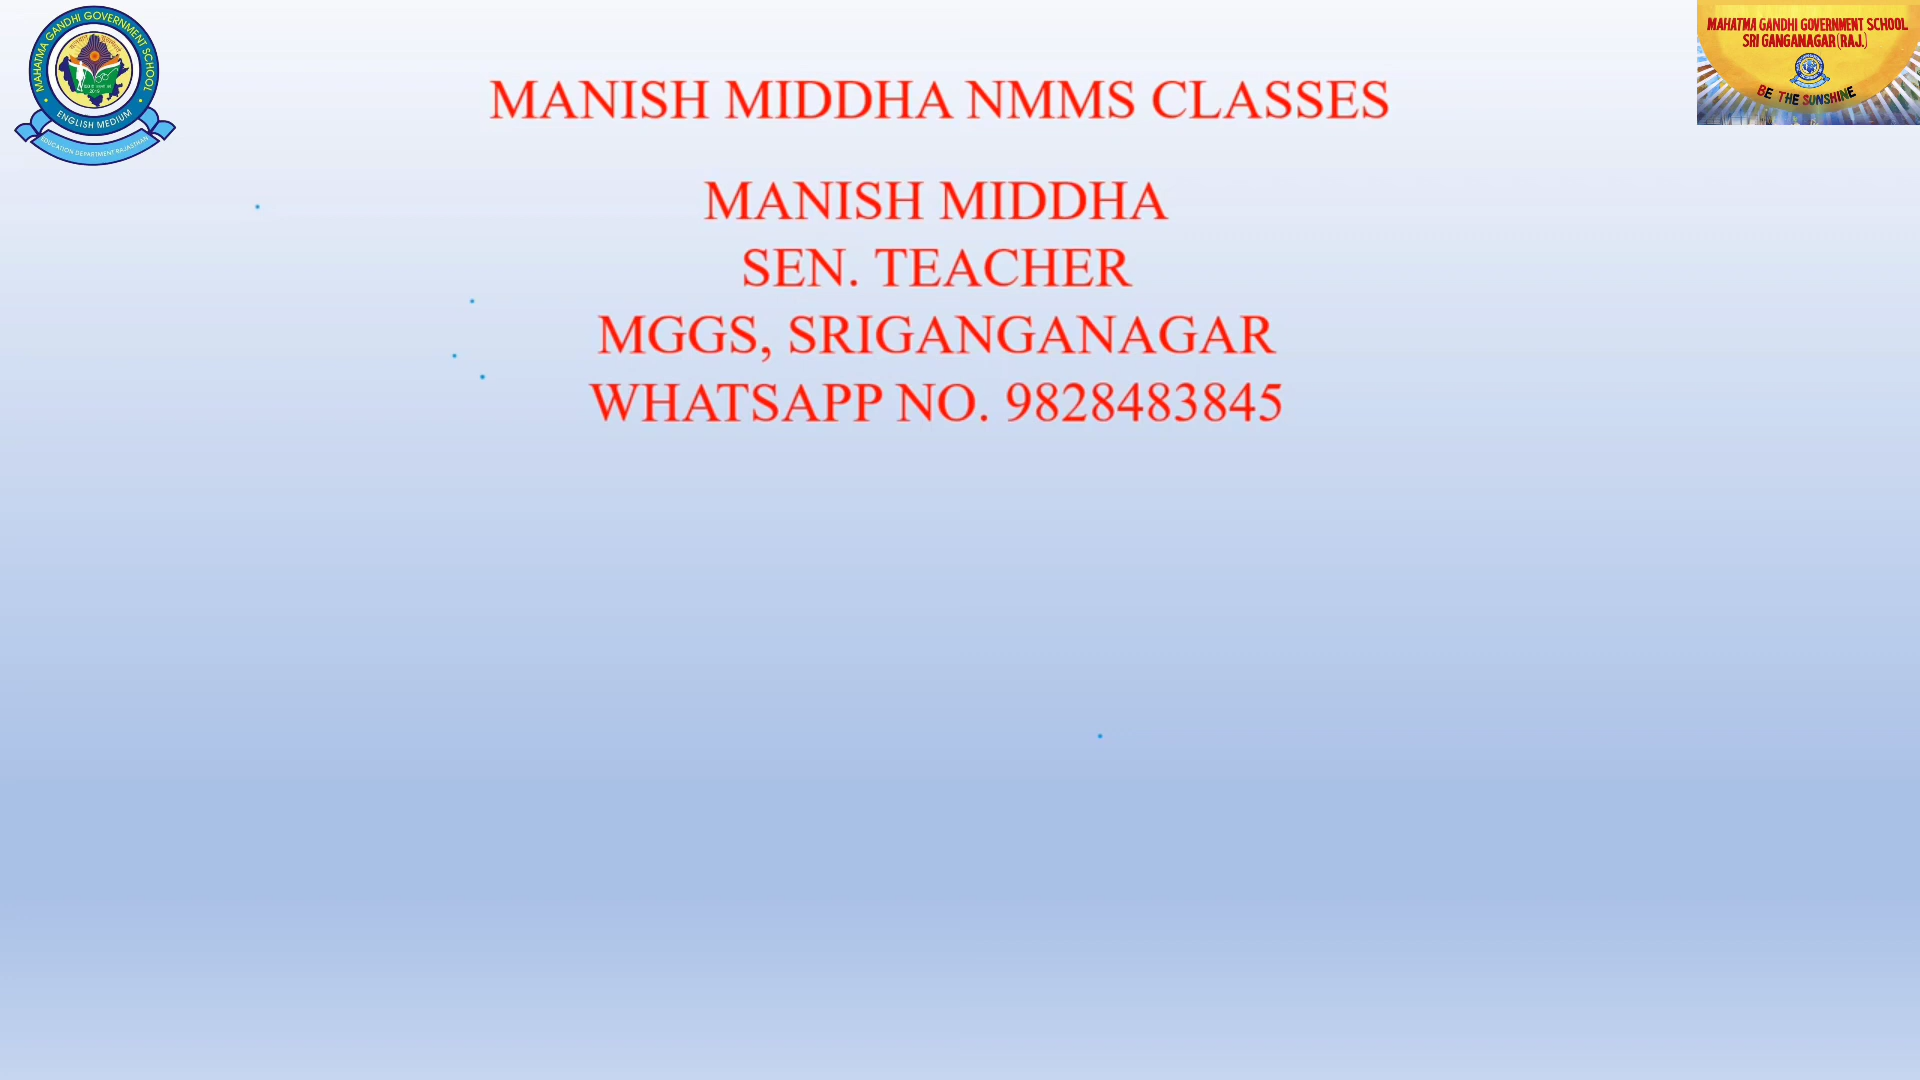 MAHATMA GANDHI GOVERNMENT SCHOOL
ENGLISH MEDIUM
EDUCATION DEPARTMENT RAJASTHAN
MAHATMA GANDHI GOVERNMENT SCHOOL
SRI GANGANAGAR(RAJ.)
BE THE SUNSHINE
MANISH MIDDHA NMMS CLASSES
MANISH MIDDHA
SEN. TEACHER
MGGS, SRIGANGANAGAR
WHATSAPP NO. 9828483845